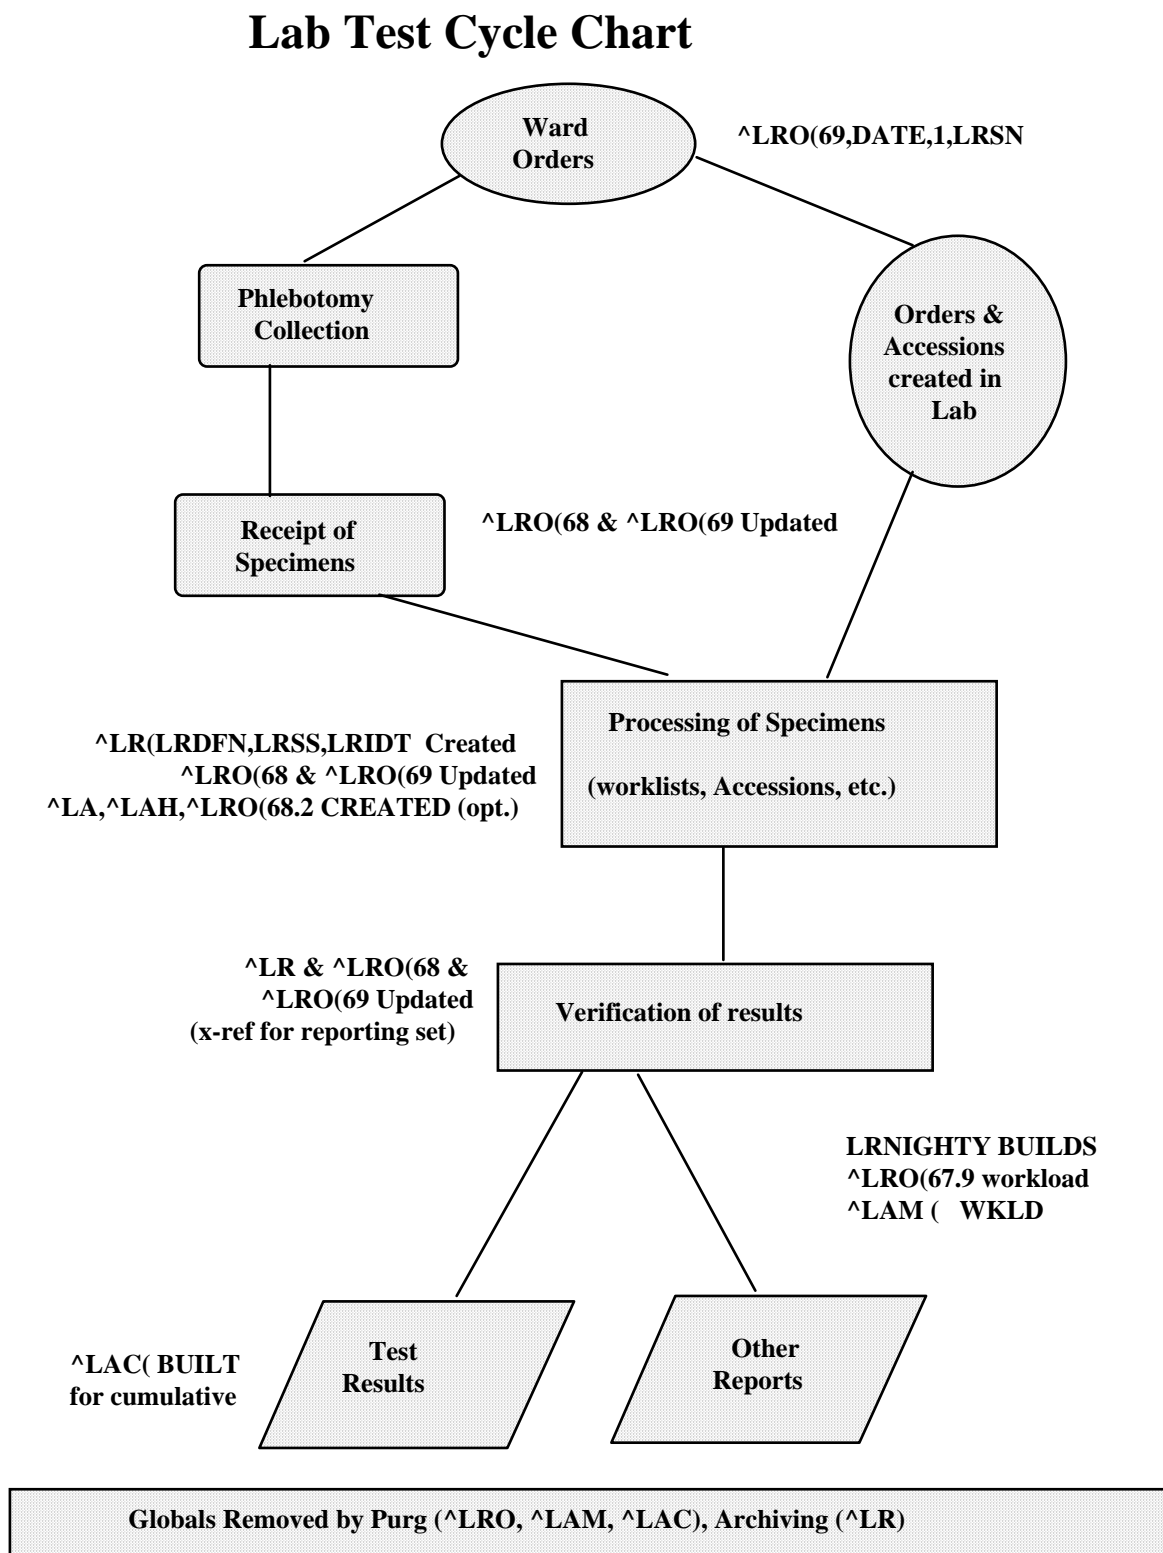 Lab Test Cycle Chart
Ward
Orders
^LRO(69,DATE,1,LRSN
Phlebotomy
Collection
Orders &
Accessions
created in
Lab
Receipt of
Specimens
^LRO(68 & ^LRO(69 Updated
Processing of Specimens
(worklists, Accessions, etc.)
^LR(LRDFN,LRSS,LRIDT  Created
^LRO(68 & ^LRO(69 Updated
^LA,^LAH,^LRO(68.2 CREATED (opt.)
^LR & ^LRO(68 &
^LRO(69 Updated
(x-ref for reporting set)
Verification of results
LRNIGHTY BUILDS
^LRO(67.9 workload
^LAM (   WKLD
^LAC( BUILT
for cumulative
Test
Results
Other
Reports
Globals Removed by Purg (^LRO, ^LAM, ^LAC), Archiving (^LR)